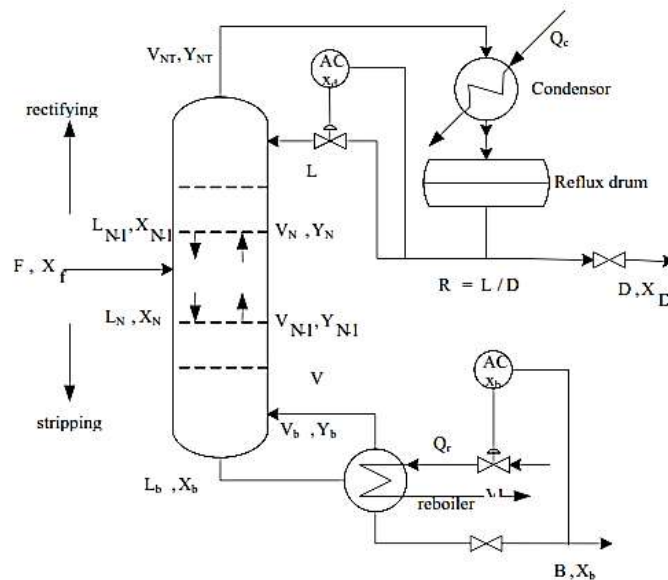 V_NT, Y_NT
Q_c
AC
x_d
Condensor
rectifying
L
Reflux drum
L_N-1, X_N-1
V_N , Y_N
F , X_f
R = L / D
D , X_D
L_N , X_N
V_N-1, Y_N-1
AC
x_b
V
stripping
V_b , Y_b
Q_r
L_b , X_b
reboiler
B , X_b